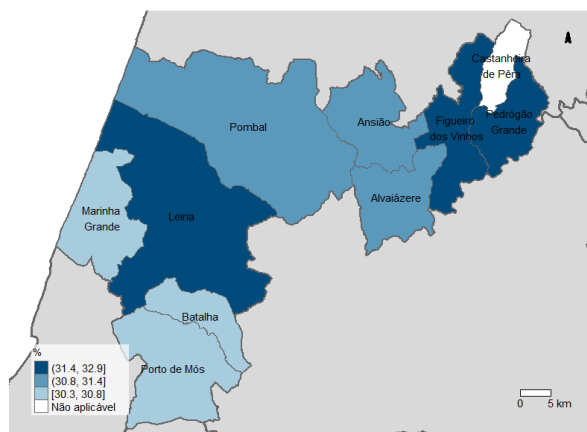 Castanheira
de Pêra
Pombal
Ansião
Figueiro
dos Vinhos
Pedrógão
Grande
Alvaiázere
Marinha
Grande
Leiria
Batalha
Porto de Mós
%
(31.4, 32.9]
(30.8, 31.4]
[30.3, 30.8]
Não aplicável
0 5 km